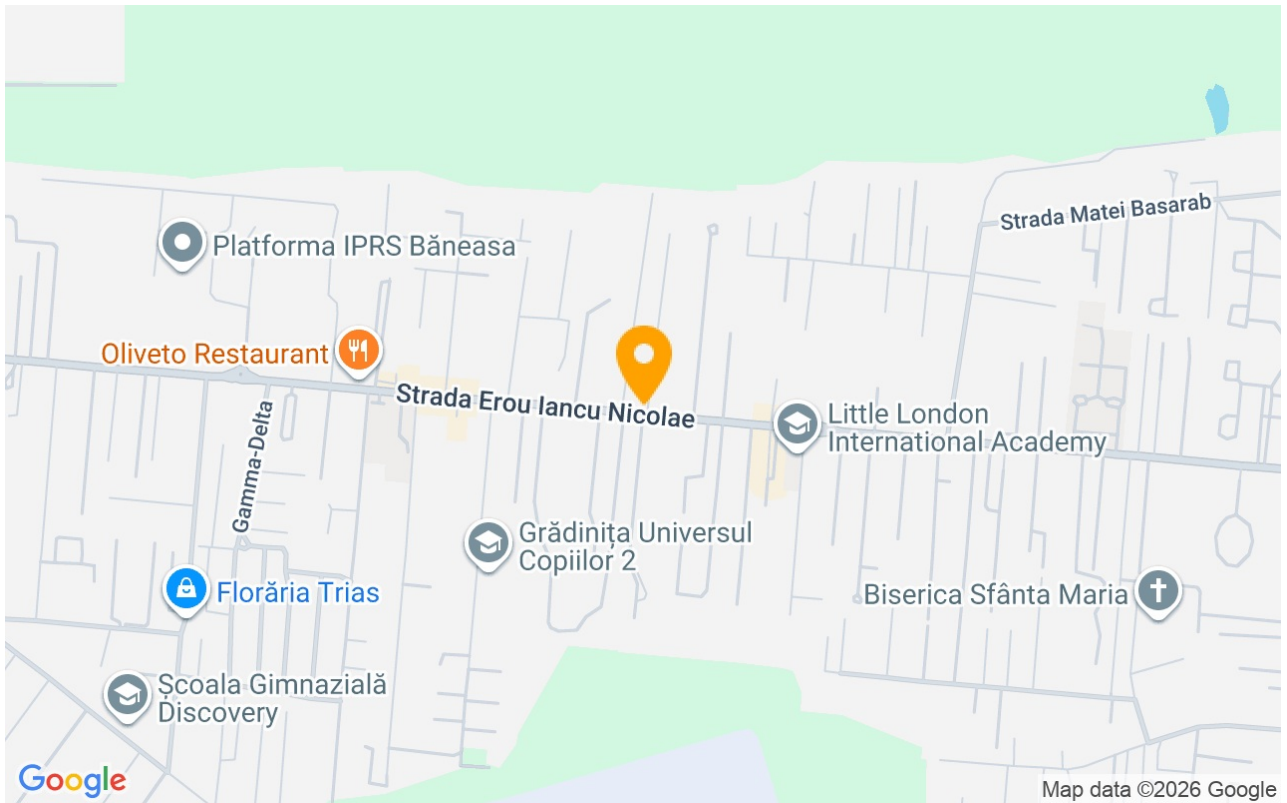 Strada Matei Basarab
Platforma IPRS Băneasa
Oliveto Restaurant
Strada Erou Iancu Nicolae
Little London
International Academy
Gamma-Delta
Grădinița Universul
Copiilor 2
Florăria Trias
Biserica Sfânta Maria
Școala Gimnazială
Discovery
Google
Map data ©2026 Google